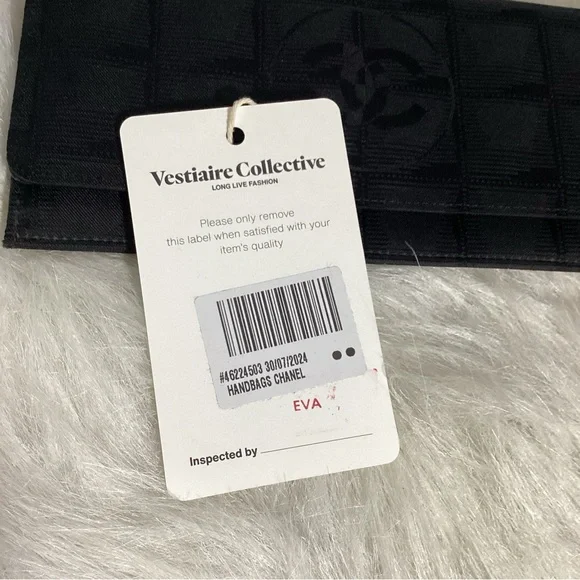 Vestiaire Collective
LONG LIVE FASHION
Please only remove
this label when satisfied with your
item's quality
#46224503 30/07/2024
HANDBAGS CHANEL
EVA
Inspected by